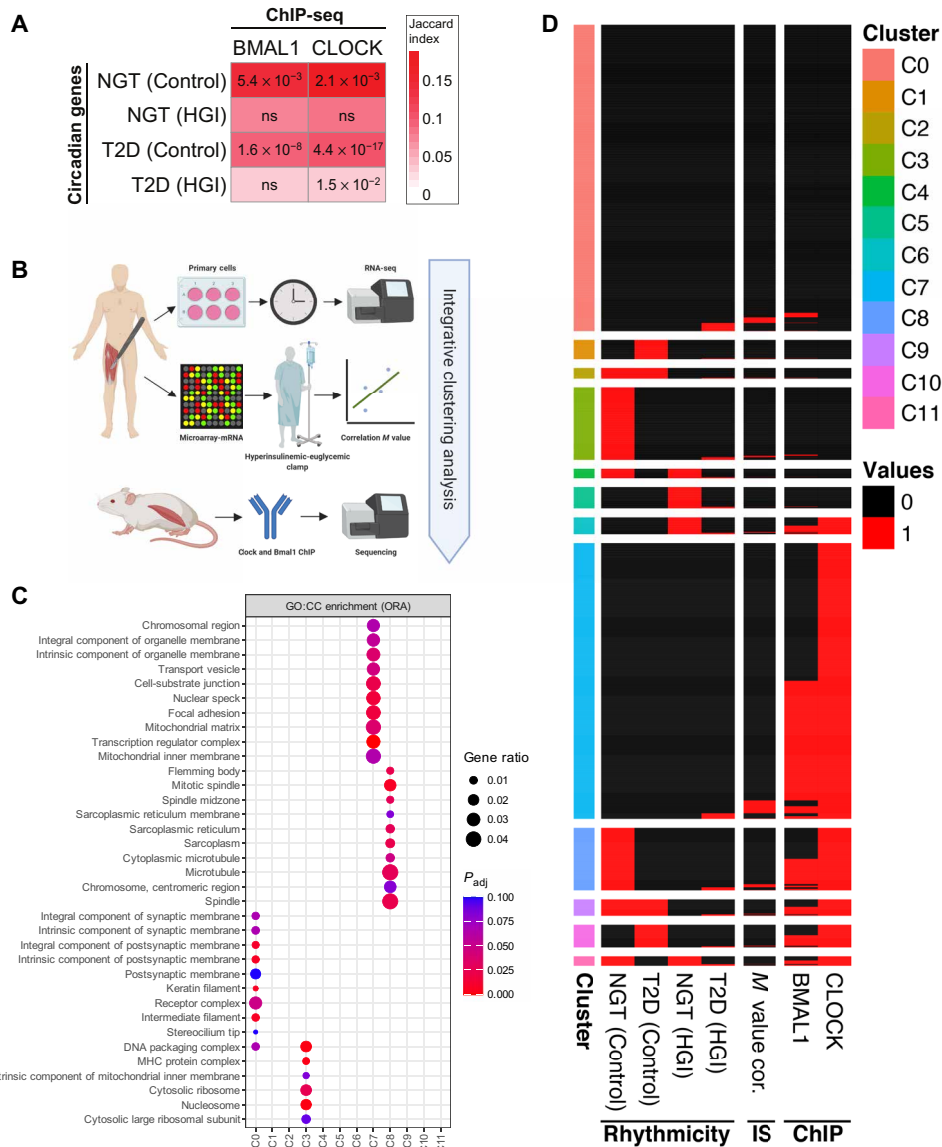 A
ChIP-seq
BMAL1 CLOCK
Circadian genes
NGT (Control) 5.4 × 10⁻³ 2.1 × 10⁻³
NGT (HGI) ns ns
T2D (Control) 1.6 × 10⁻⁸ 4.4 × 10⁻¹⁷
T2D (HGI) ns 1.5 × 10⁻²
Jaccard
index
0.15
0.1
0.05
0
B
Primary cells
RNA-seq
Microarray-mRNA
Hyperinsulinemic-euglycemic
clamp
Correlation M value
Clock and Bmal1 ChIP
Sequencing
Integrative clustering analysis
C
GO:CC enrichment (ORA)
Chromosomal region
Integral component of organelle membrane
Intrinsic component of organelle membrane
Transport vesicle
Cell-substrate junction
Nuclear speck
Focal adhesion
Mitochondrial matrix
Transcription regulator complex
Mitochondrial inner membrane
Flemming body
Mitotic spindle
Spindle midzone
Sarcoplasmic reticulum membrane
Sarcoplasmic reticulum
Sarcoplasm
Cytoplasmic microtubule
Microtubule
Chromosome, centromeric region
Spindle
Integral component of synaptic membrane
Intrinsic component of synaptic membrane
Integral component of postsynaptic membrane
Intrinsic component of postsynaptic membrane
Postsynaptic membrane
Keratin filament
Receptor complex
Intermediate filament
Stereocilium tip
DNA packaging complex
MHC protein complex
trinsic component of mitochondrial inner membrane
Cytosolic ribosome
Nucleosome
Cytosolic large ribosomal subunit
C0 C1 C2 C3 C4 C5 C6 C7 C8 C9 C10 C11
Gene ratio
0.01
0.02
0.03
0.04
P adj
0.100
0.075
0.050
0.025
0.000
D
Cluster
C0
C1
C2
C3
C4
C5
C6
C7
C8
C9
C10
C11
Values
0
1
Cluster
NGT (Control)
T2D (Control)
NGT (HGI)
T2D (HGI)
M value cor.
BMAL1
CLOCK
Rhythmicity IS ChIP